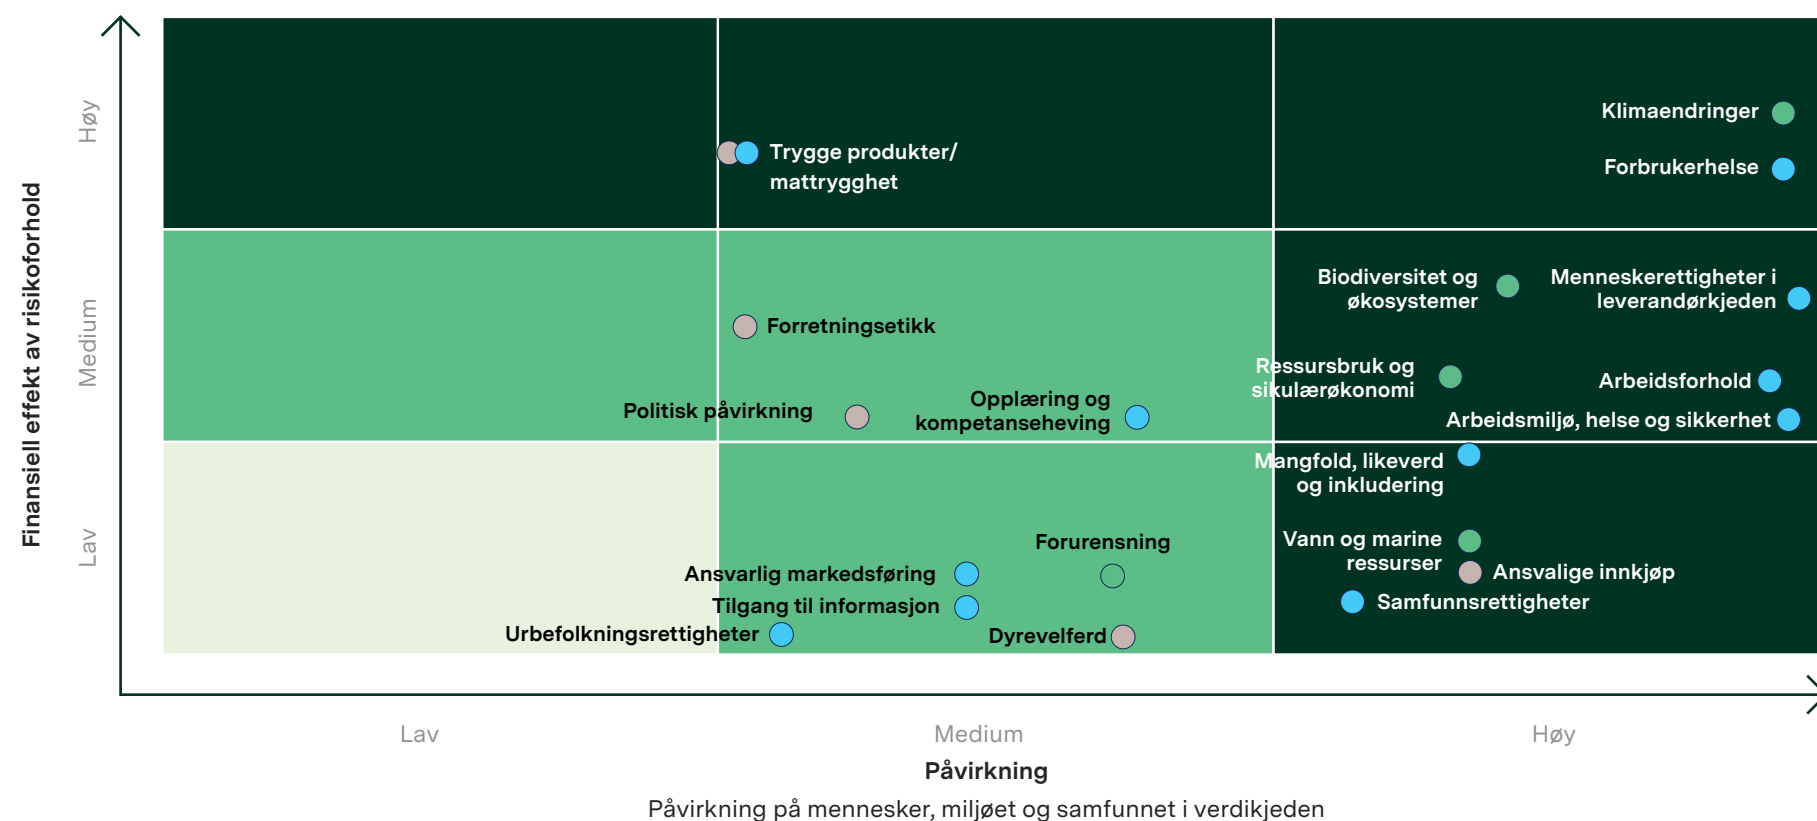 Finansiell effekt av risikoforhold
Høy
Medium
Lav
Klimaendringer
Trygge produkter/
mattrygghet
Forbrukerhelse
Biodiversitet og
økosystemer
Menneskerettigheter i
leverandørkjeden
Forretningsetikk
Ressursbruk og
sikulærøkonomi
Arbeidsforhold
Politisk påvirkning
Opplæring og
kompetanseheving
Arbeidsmiljø, helse og sikkerhet
Mangfold, likeverd
og inkludering
Forurensning
Vann og marine
ressurser
Ansvarlig markedsføring
Ansvalige innkjøp
Tilgang til informasjon
Samfunnsrettigheter
Urbefolkningsrettigheter
Dyrevelferd
Lav
Medium
Høy
Påvirkning
Påvirkning på mennesker, miljøet og samfunnet i verdikjeden